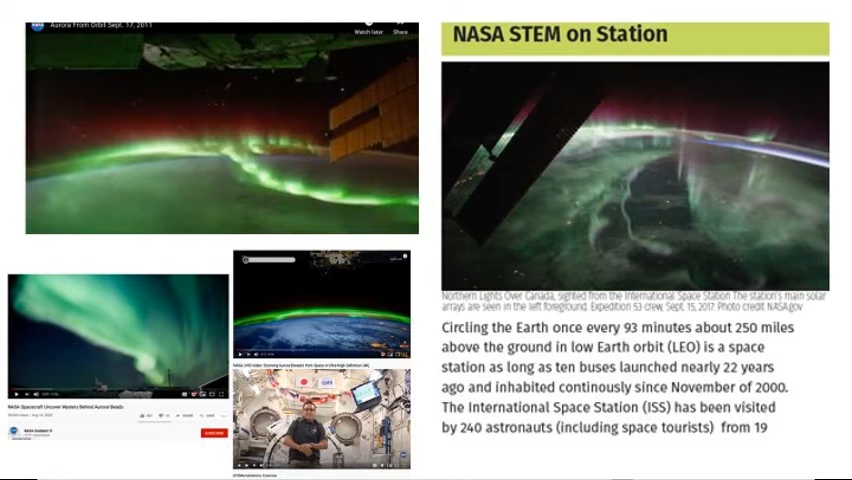 Aurora From Orbit Sept. 17, 2011
Watch later
Share
NASA Spacecraft Uncover Mystery Behind Auroral Beads
SUBSCRIBE
NASA STEM on Station
Northern Lights Over Canada, sighted from the International Space Station The station's main solar
arrays are seen in the left foreground. Expedition 53 crew, Sept. 15, 2017 Photo credit NASA.gov
Circling the Earth once every 93 minutes about 250 miles
above the ground in low Earth orbit (LEO) is a space
station as long as ten buses launched nearly 22 years
ago and inhabited continously since November of 2000.
The International Space Station (ISS) has been visited
by 240 astronauts (including space tourists) from 19